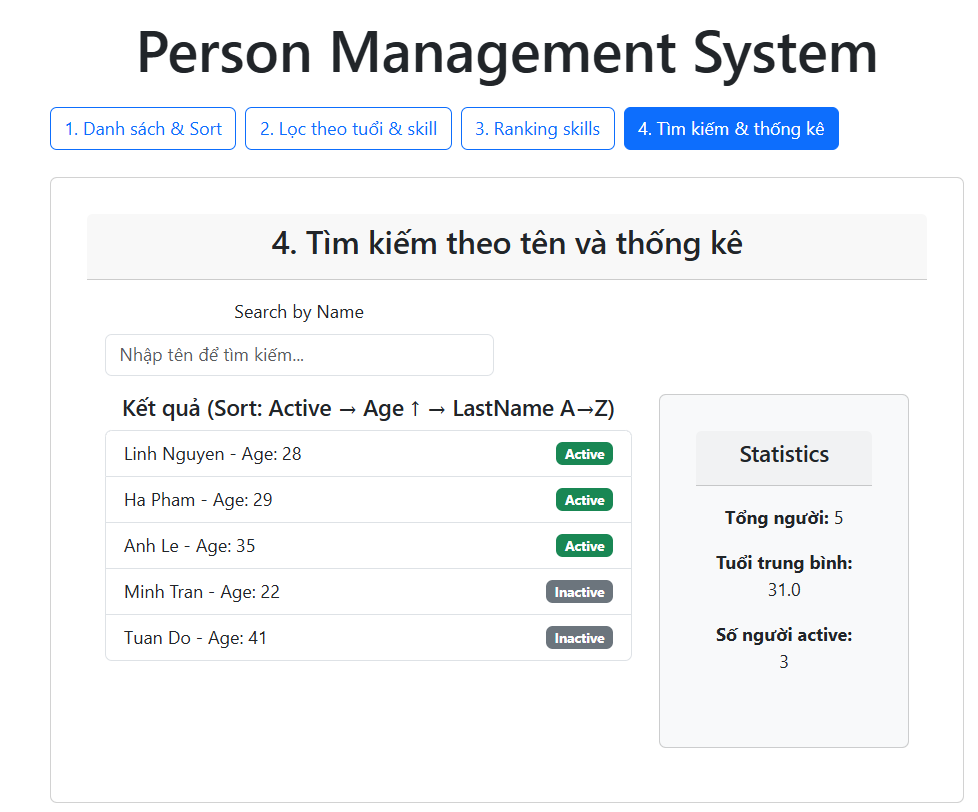 Person Management System
1. Danh sách & Sort
2. Lọc theo tuổi & skill
3. Ranking skills
4. Tìm kiếm & thống kê
4. Tìm kiếm theo tên và thống kê
Search by Name
Nhập tên để tìm kiếm...
Kết quả (Sort: Active → Age ↑ → LastName A→Z)
Linh Nguyen - Age: 28 Active
Ha Pham - Age: 29 Active
Anh Le - Age: 35 Active
Minh Tran - Age: 22 Inactive
Tuan Do - Age: 41 Inactive
Statistics
Tổng người: 5
Tuổi trung bình:
31.0
Số người active:
3